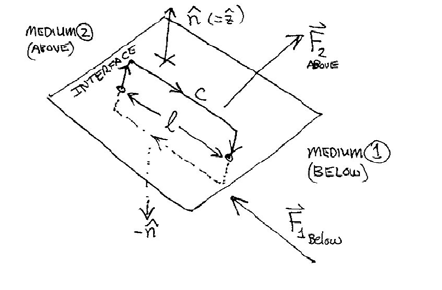 MEDIUM ②
(ABOVE)
n̂ (=ẑ)
F⃗₂
ABOVE
INTERFACE
C
l
MEDIUM ①
(BELOW)
-n̂
F⃗₁ Below